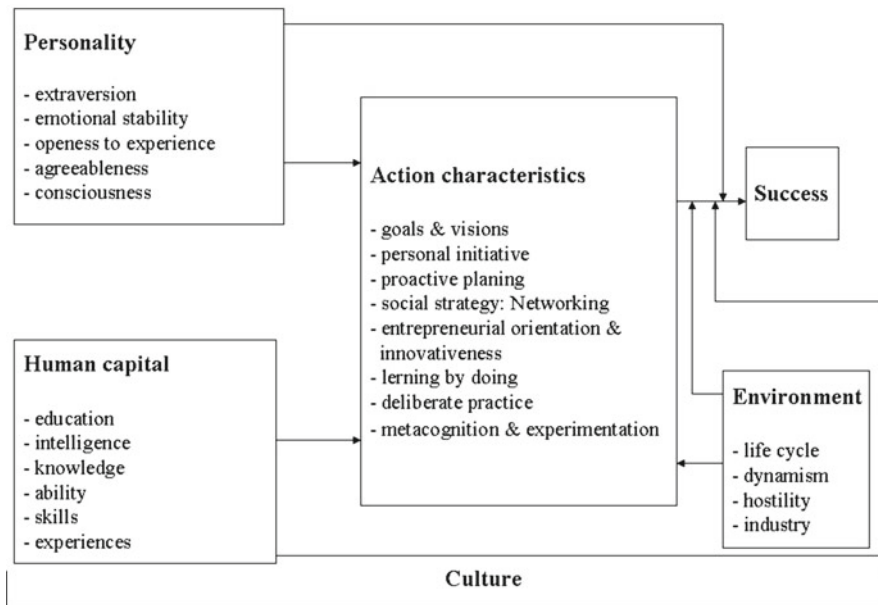 Personality
- extraversion
- emotional stability
- openess to experience
- agreeableness
- consciousness
Action characteristics
- goals & visions
- personal initiative
- proactive planing
- social strategy: Networking
- entrepreneurial orientation &
innovativeness
- lerning by doing
- deliberate practice
- metacognition & experimentation
Success
Human capital
- education
- intelligence
- knowledge
- ability
- skills
- experiences
Environment
- life cycle
- dynamism
- hostility
- industry
Culture